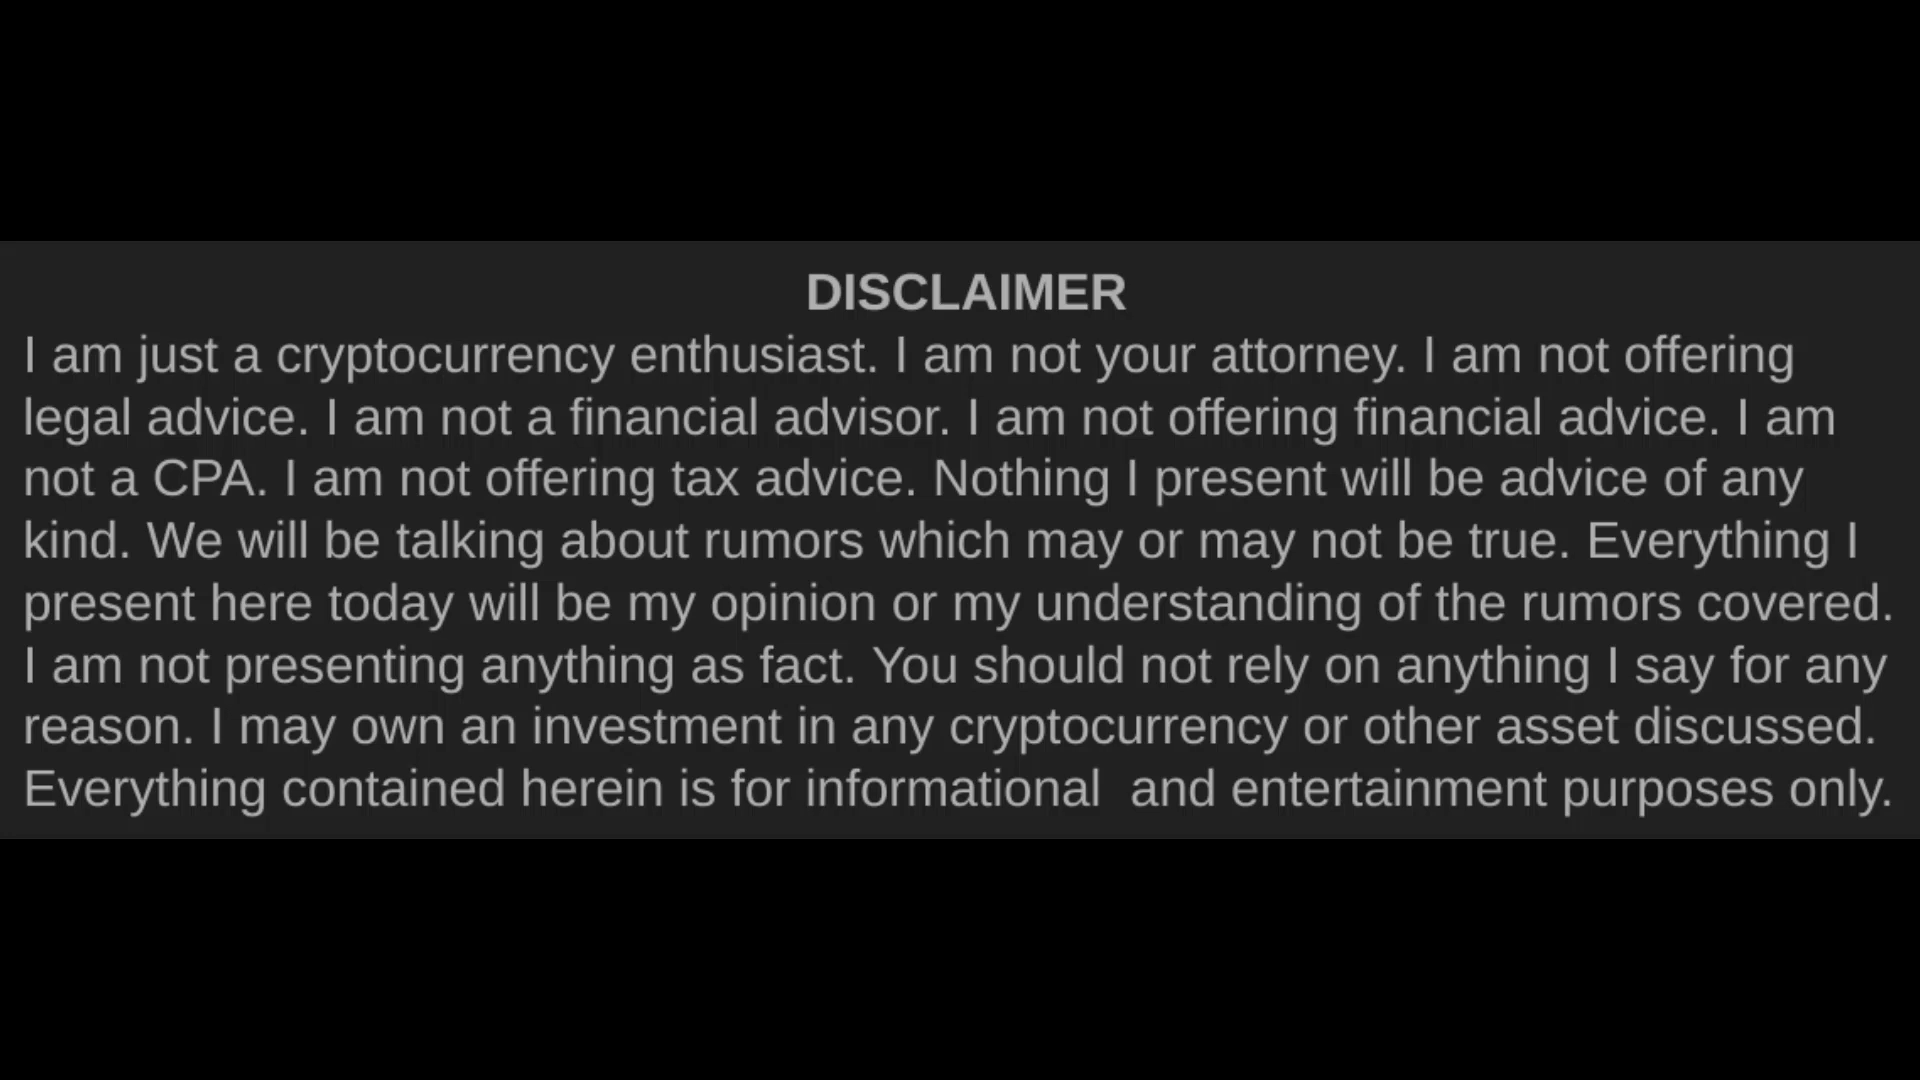 DISCLAIMER
I am just a cryptocurrency enthusiast. I am not your attorney. I am not offering
legal advice. I am not a financial advisor. I am not offering financial advice. I am
not a CPA. I am not offering tax advice. Nothing I present will be advice of any
kind. We will be talking about rumors which may or may not be true. Everything I
present here today will be my opinion or my understanding of the rumors covered.
I am not presenting anything as fact. You should not rely on anything I say for any
reason. I may own an investment in any cryptocurrency or other asset discussed.
Everything contained herein is for informational  and entertainment purposes only.